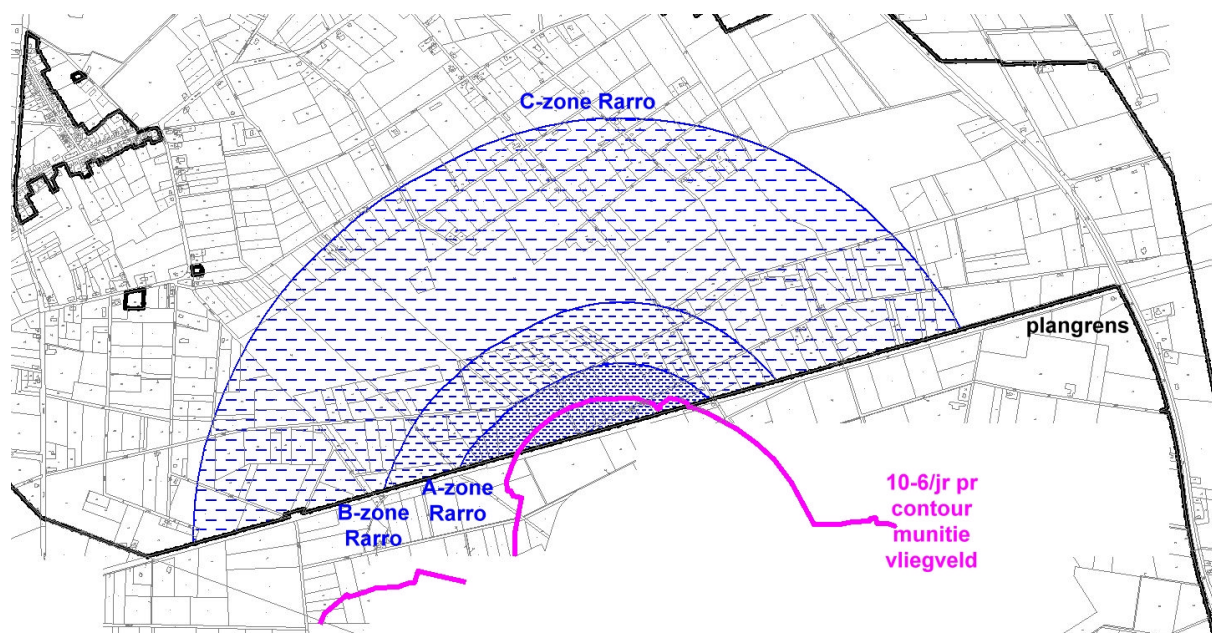 C-zone Rarro
plangrens
A-zone
Rarro
B-zone
Rarro
10-6/jr pr
contour
munitie
vliegveld